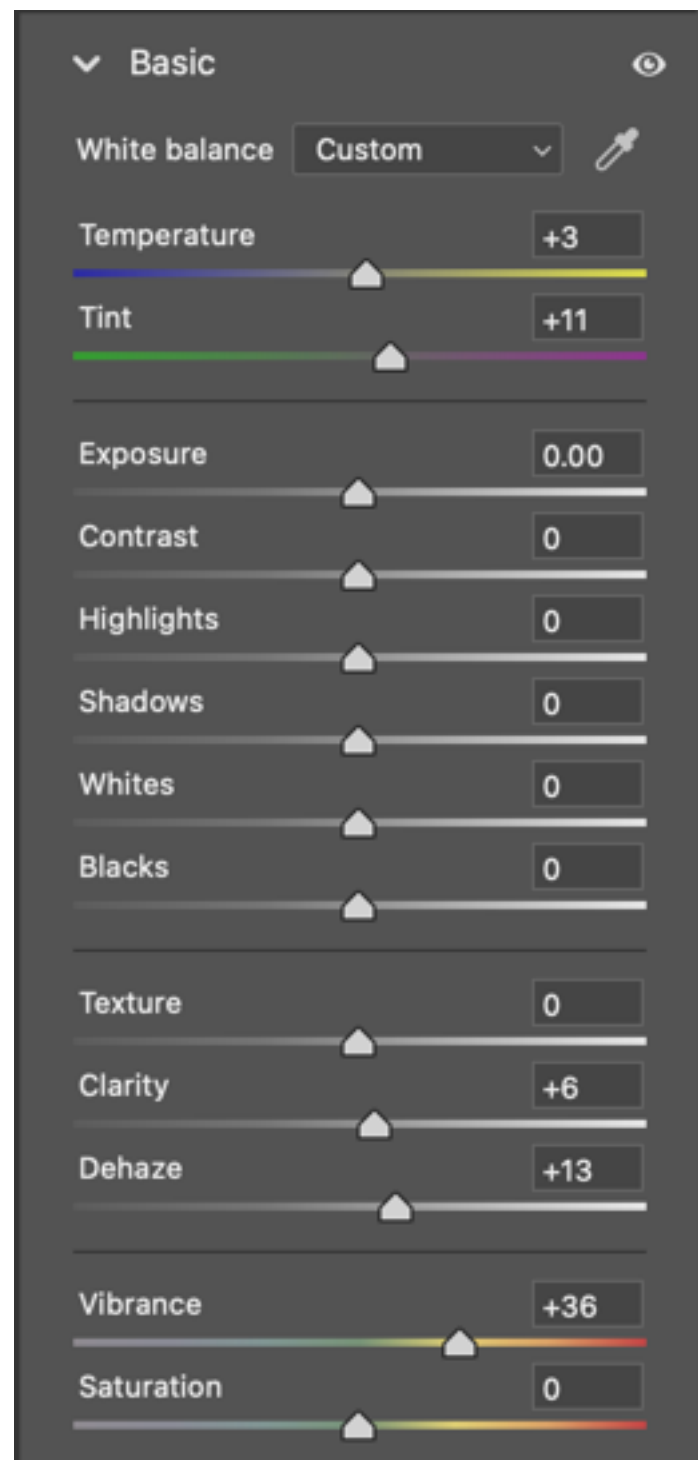 Basic
White balance Custom
Temperature +3
Tint +11
Exposure 0.00
Contrast 0
Highlights 0
Shadows 0
Whites 0
Blacks 0
Texture 0
Clarity +6
Dehaze +13
Vibrance +36
Saturation 0